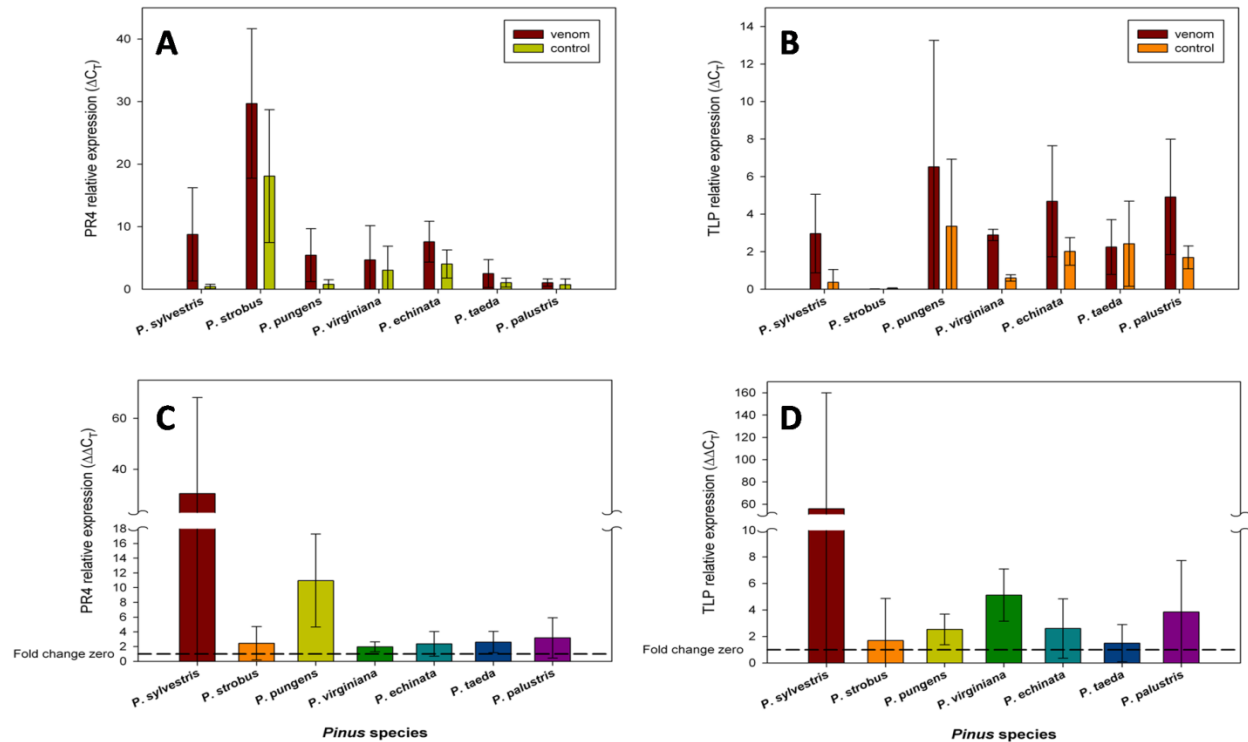 A
PR4 relative expression (ΔCT)
40
30
20
10
0
venom
control
P. sylvestris
P. strobus
P. pungens
P. virginiana
P. echinata
P. taeda
P. palustris
B
TLP relative expression (ΔCT)
14
12
10
8
6
4
2
0
venom
control
P. sylvestris
P. strobus
P. pungens
P. virginiana
P. echinata
P. taeda
P. palustris
C
PR4 relative expression (ΔΔCT)
60
40
18
16
14
12
10
8
6
4
2
0
Fold change zero
P. sylvestris
P. strobus
P. pungens
P. virginiana
P. echinata
P. taeda
P. palustris
Pinus species
D
TLP relative expression (ΔΔCT)
160
140
120
100
80
60
10
8
6
4
2
0
Fold change zero
P. sylvestris
P. strobus
P. pungens
P. virginiana
P. echinata
P. taeda
P. palustris
Pinus species